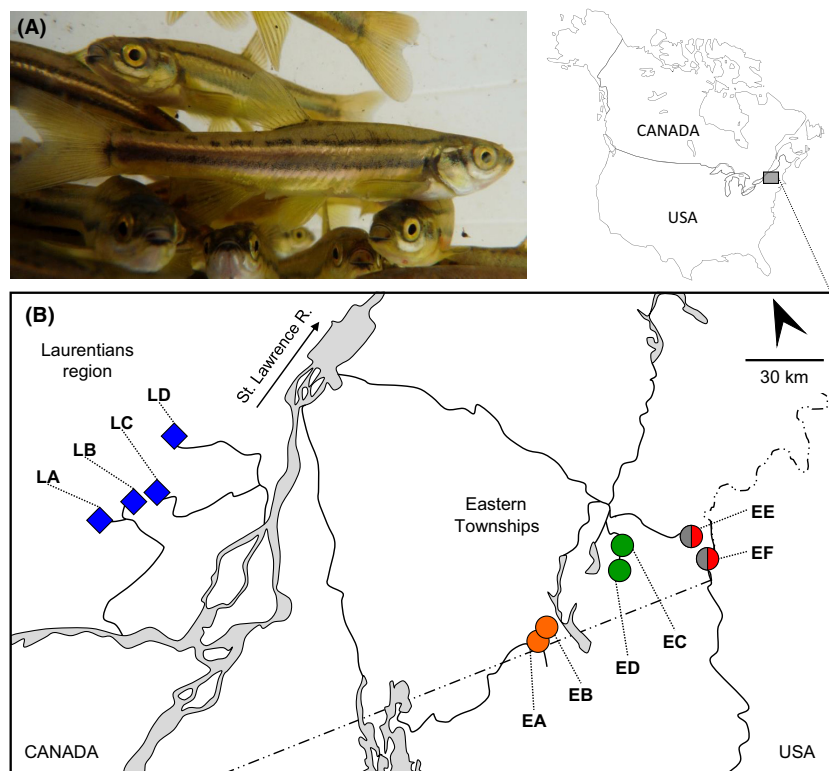 (A)
CANADA
USA
(B)
Laurentians
region
St. Lawrence R.
30 km
LD
LC
LB
LA
Eastern
Townships
EE
EF
EC
ED
EB
EA
CANADA
USA